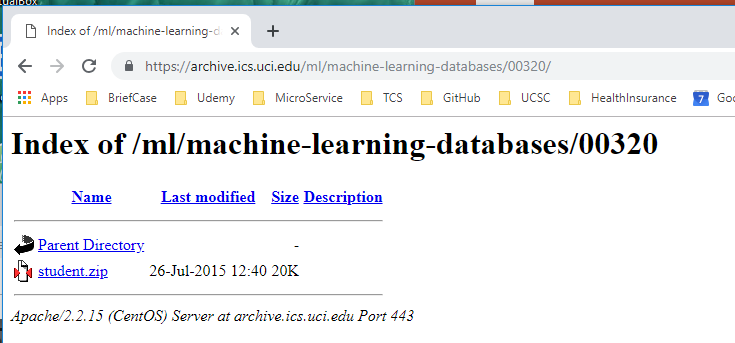 Index of /ml/machine-learning-d
https://archive.ics.uci.edu/ml/machine-learning-databases/00320/
Apps BriefCase Udemy MicroService TCS GitHub UCSC HealthInsurance 7 Goo
Index of /ml/machine-learning-databases/00320
Name Last modified Size Description
Parent Directory -
student.zip 26-Jul-2015 12:40 20K
Apache/2.2.15 (CentOS) Server at archive.ics.uci.edu Port 443